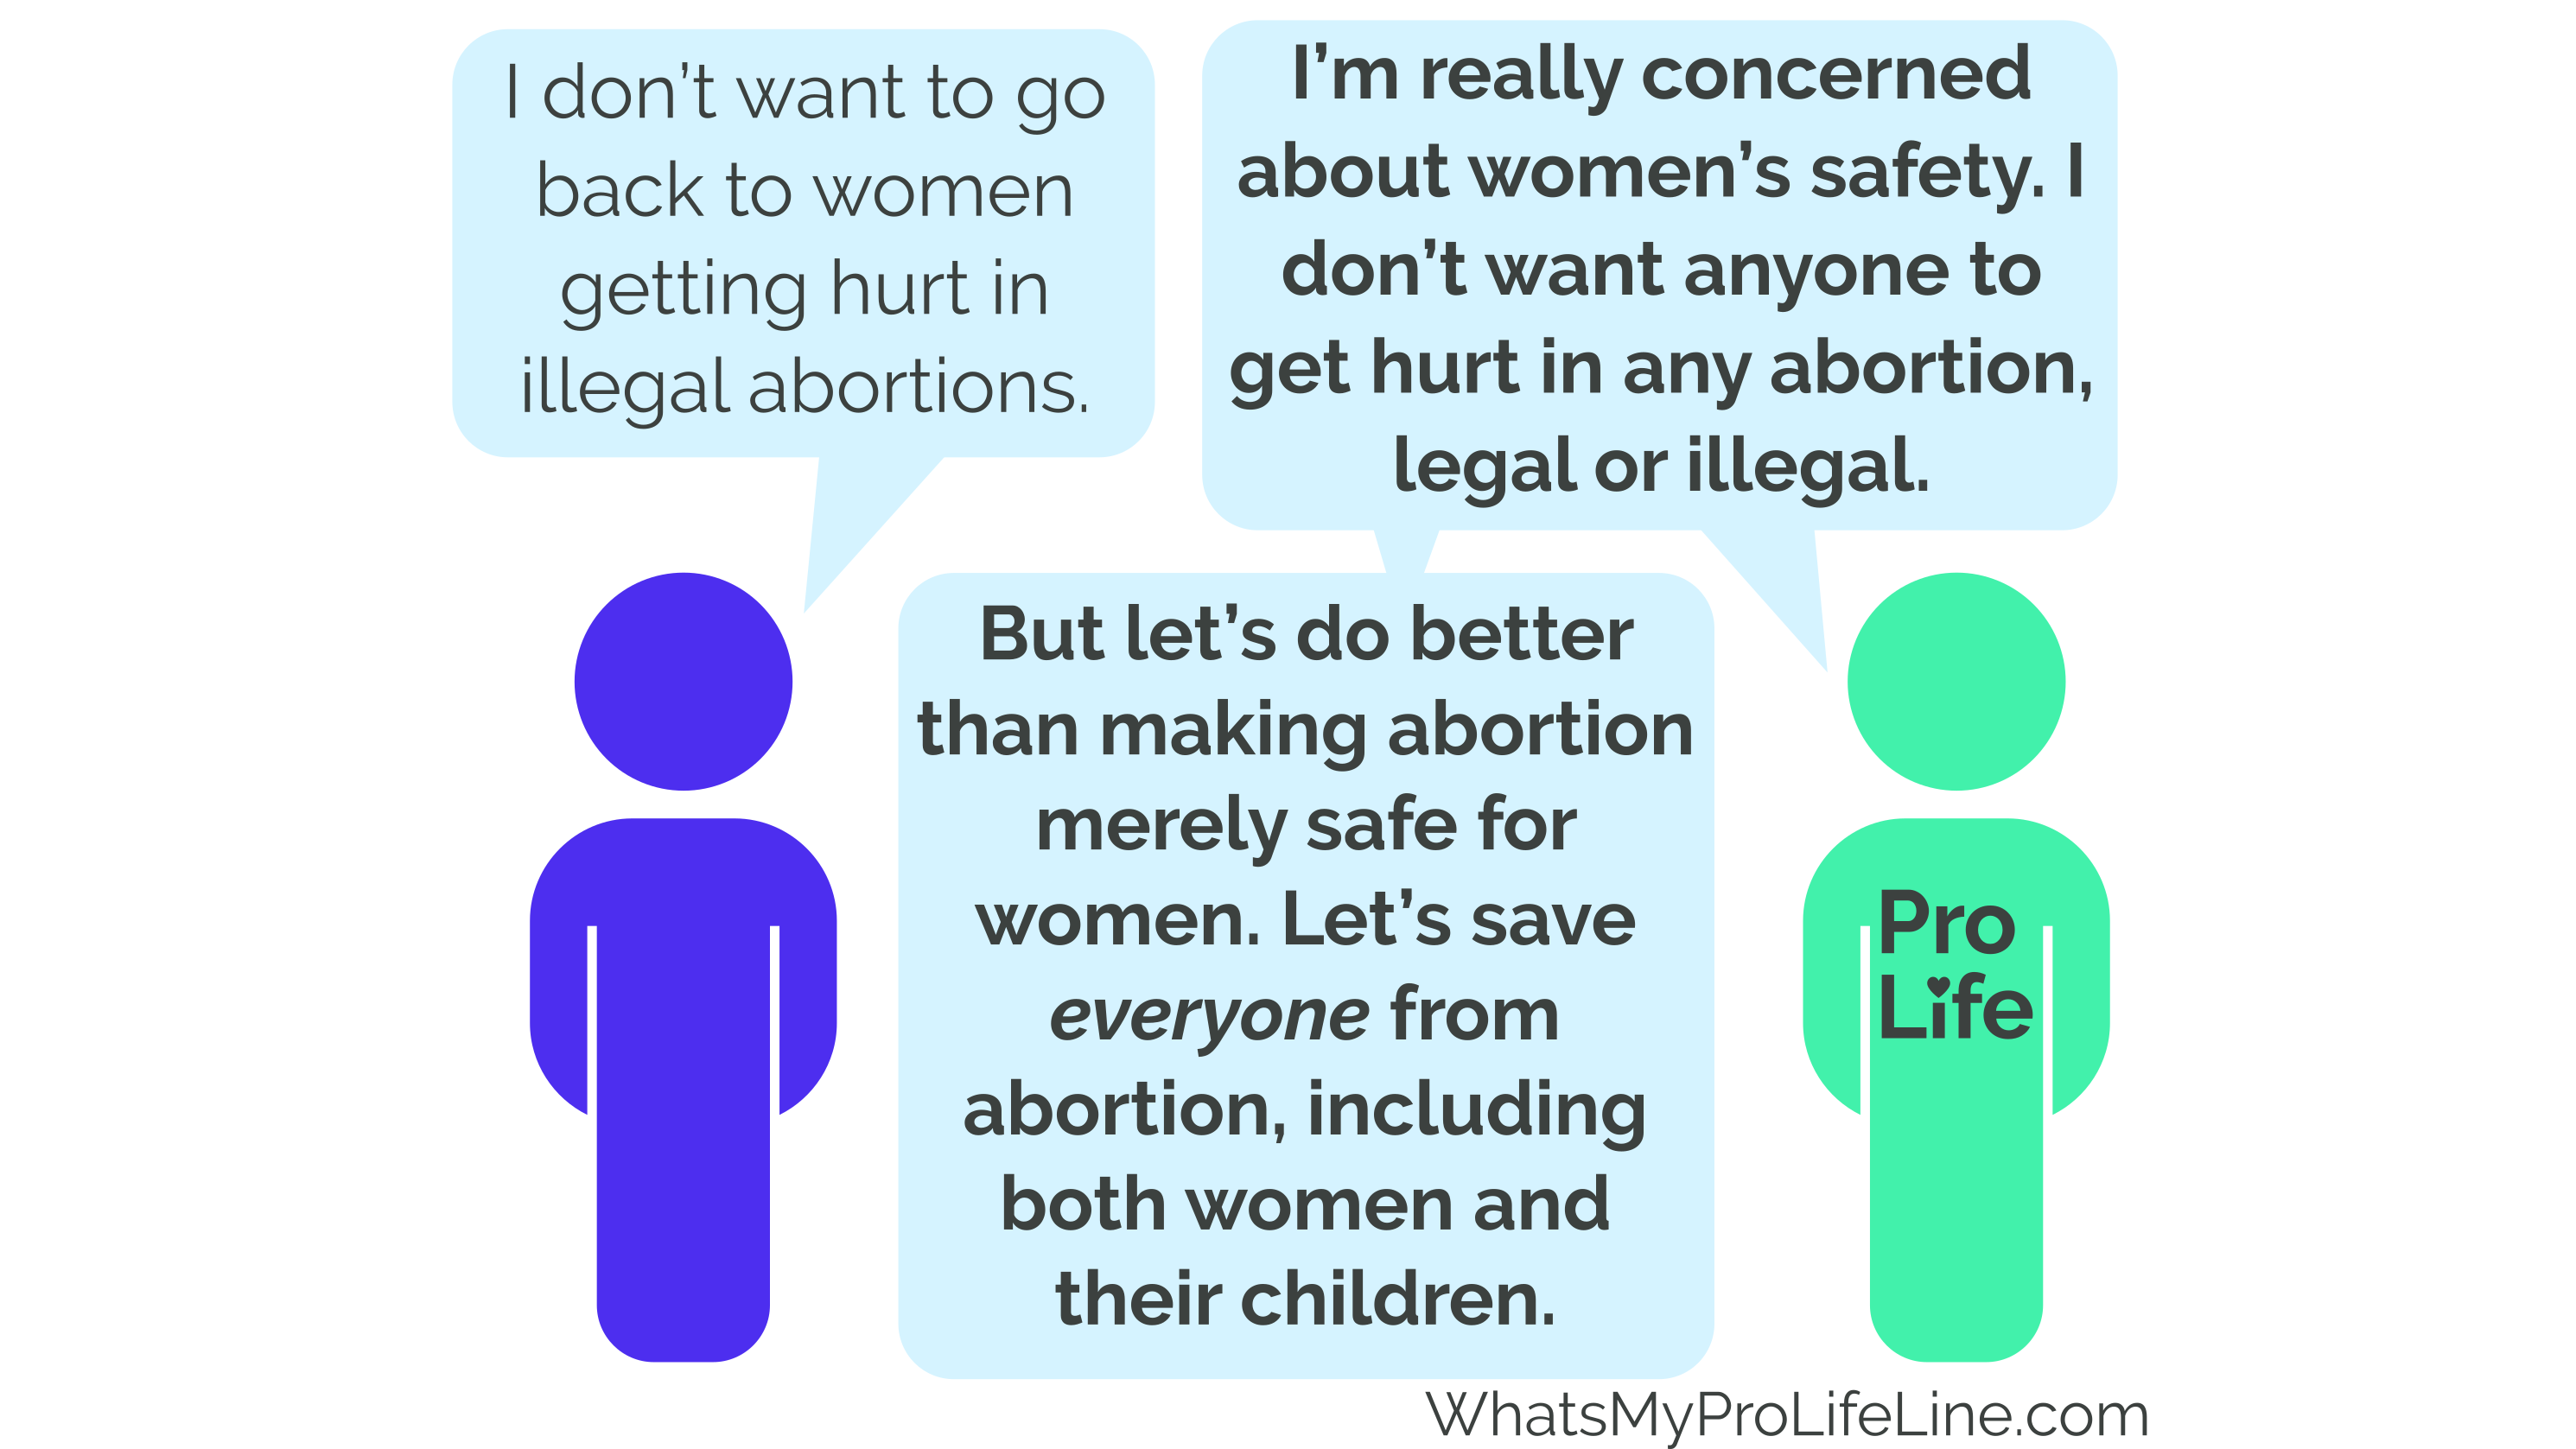 I don’t want to go
back to women
getting hurt in
illegal abortions.
I’m really concerned
about women’s safety. I
don’t want anyone to
get hurt in any abortion,
legal or illegal.
But let’s do better
than making abortion
merely safe for
women. Let’s save
everyone from
abortion, including
both women and
their children.
Pro
Life
WhatsMyProLifeLine.com